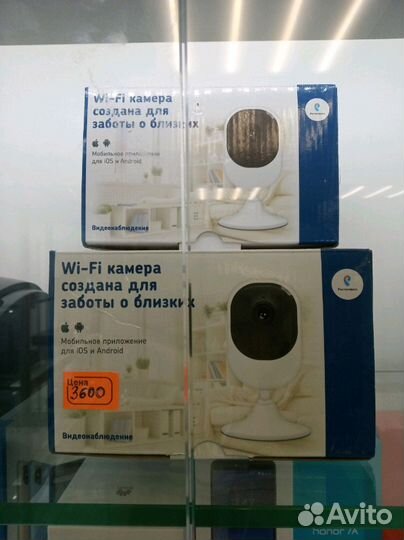 Wi-Fi камера
создана для
заботы о близких
Мобильное приложение
для iOS и Android
Видеонаблюдение
Wi-Fi камера
создана для
заботы о близких
Ростелеком
Мобильное приложение
для iOS и Android
Цена
3600
Видеонаблюдение
Avito
honor 7A